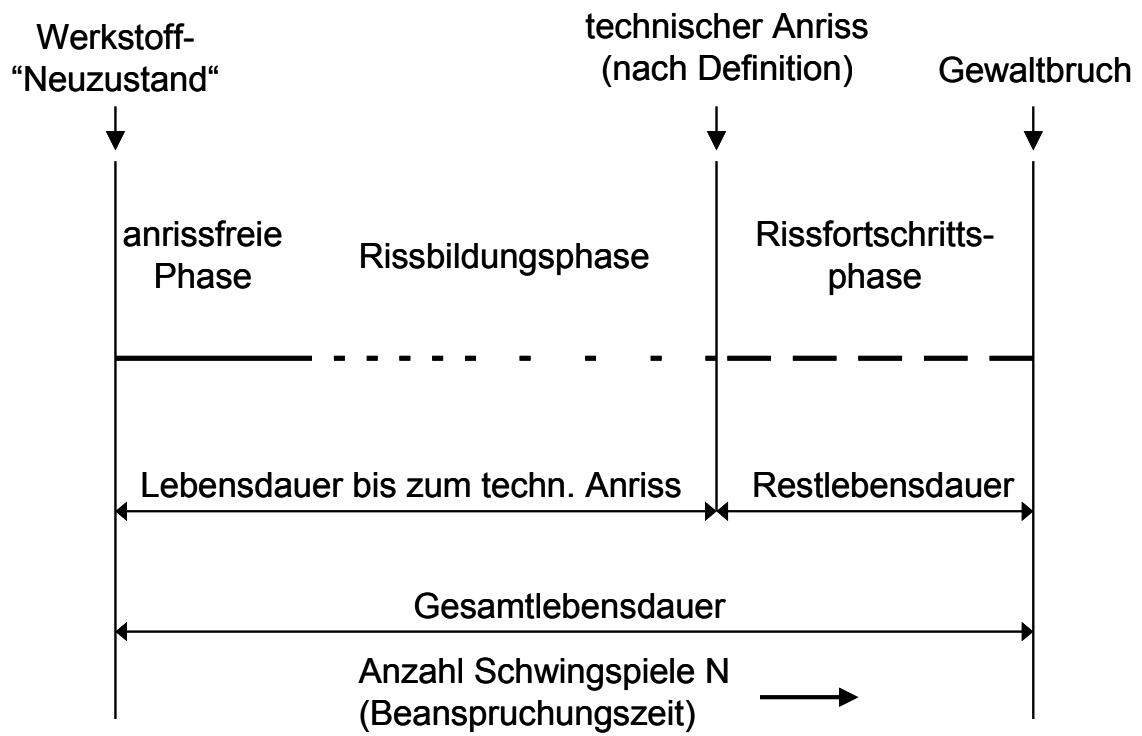 Werkstoff-
“Neuzustand“
technischer Anriss
(nach Definition)
Gewaltbruch
anrissfreie
Phase
Rissbildungsphase
Rissfortschritts-
phase
Lebensdauer bis zum techn. Anriss
Restlebensdauer
Gesamtlebensdauer
Anzahl Schwingspiele N
(Beanspruchungszeit)